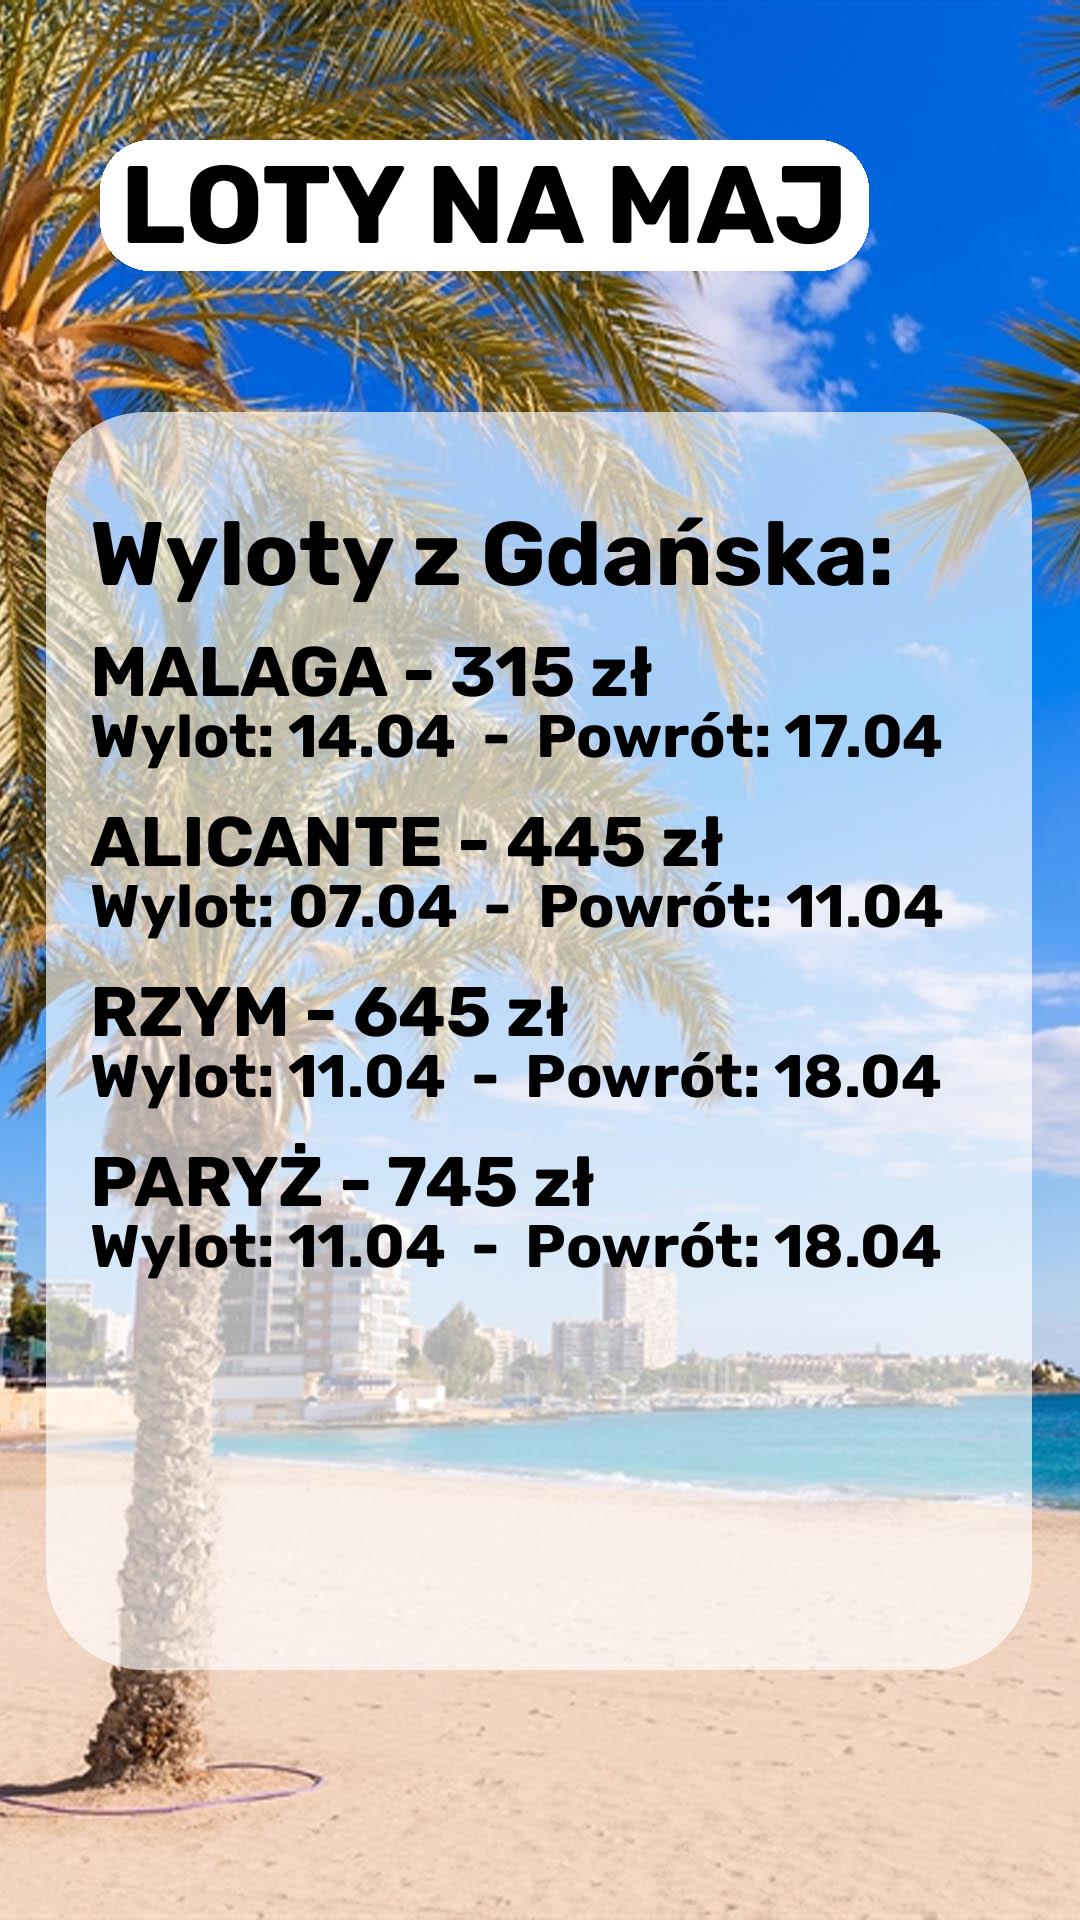 LOTY NA MAJ
Wyloty z Gdańska:
MALAGA - 315 zł
Wylot: 14.04 - Powrót: 17.04
ALICANTE - 445 zł
Wylot: 07.04 - Powrót: 11.04
RZYM - 645 zł
Wylot: 11.04 - Powrót: 18.04
PARYŻ - 745 zł
Wylot: 11.04 - Powrót: 18.04